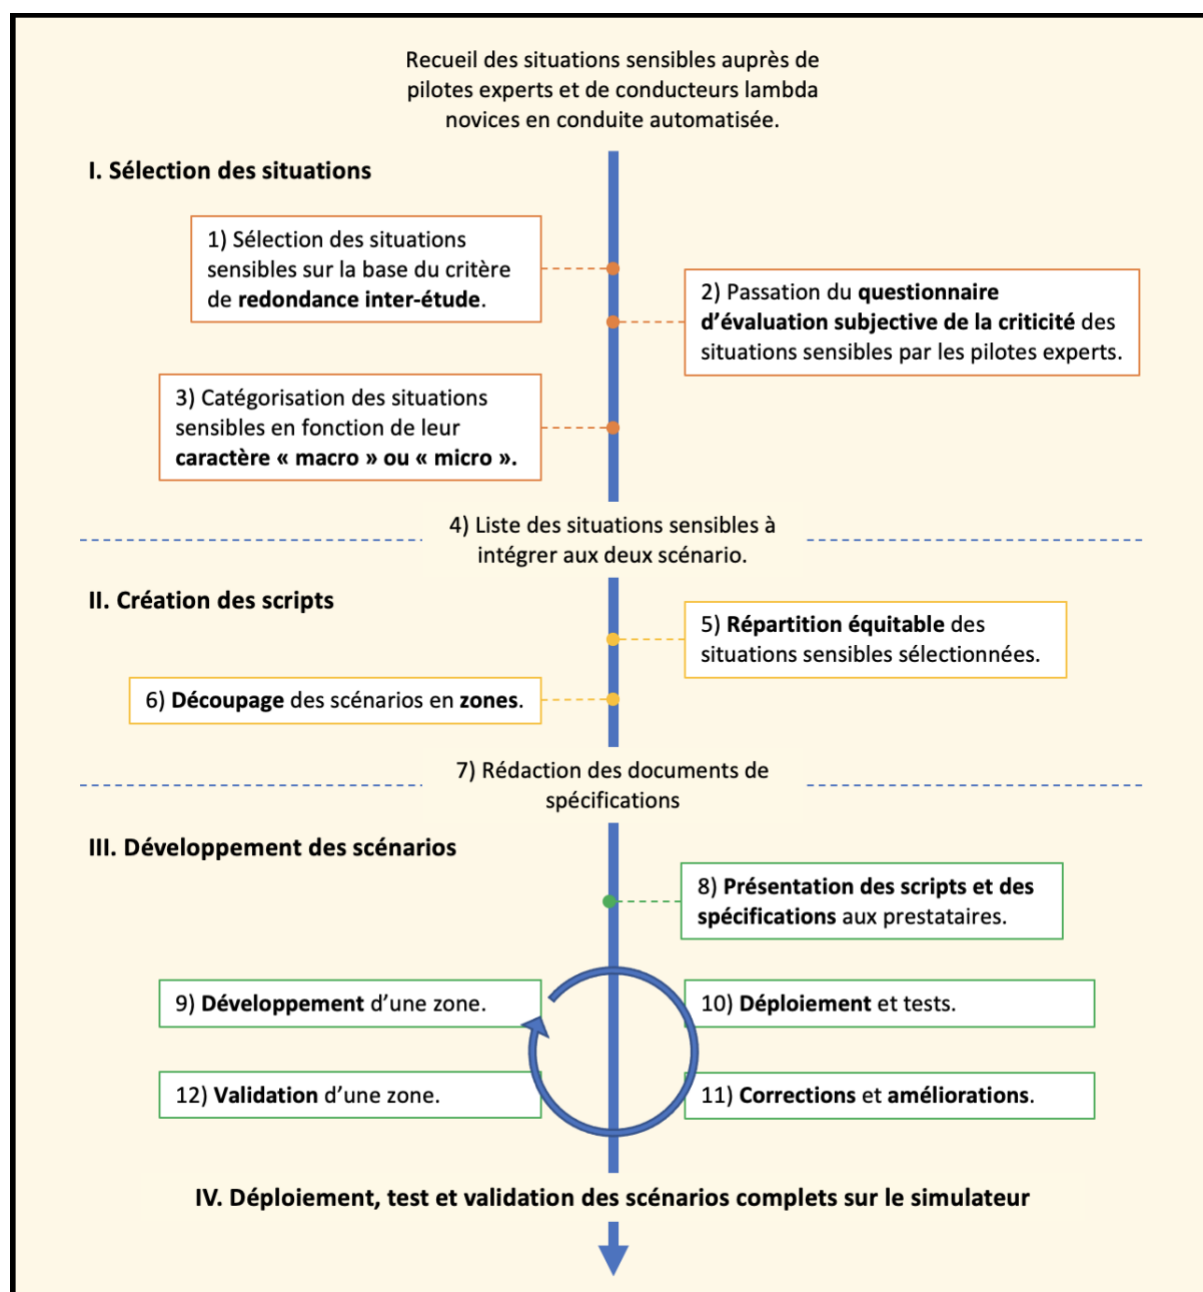 Recueil des situations sensibles auprès de
pilotes experts et de conducteurs lambda
novices en conduite automatisée.
I. Sélection des situations
1) Sélection des situations
sensibles sur la base du critère
de redondance inter-étude.
2) Passation du questionnaire
d’évaluation subjective de la criticité des
situations sensibles par les pilotes experts.
3) Catégorisation des situations
sensibles en fonction de leur
caractère « macro » ou « micro ».
4) Liste des situations sensibles à
intégrer aux deux scénario.
II. Création des scripts
5) Répartition équitable des
situations sensibles sélectionnées.
6) Découpage des scénarios en zones.
7) Rédaction des documents de
spécifications
III. Développement des scénarios
8) Présentation des scripts et des
spécifications aux prestataires.
9) Développement d’une zone.
10) Déploiement et tests.
12) Validation d’une zone.
11) Corrections et améliorations.
IV. Déploiement, test et validation des scénarios complets sur le simulateur